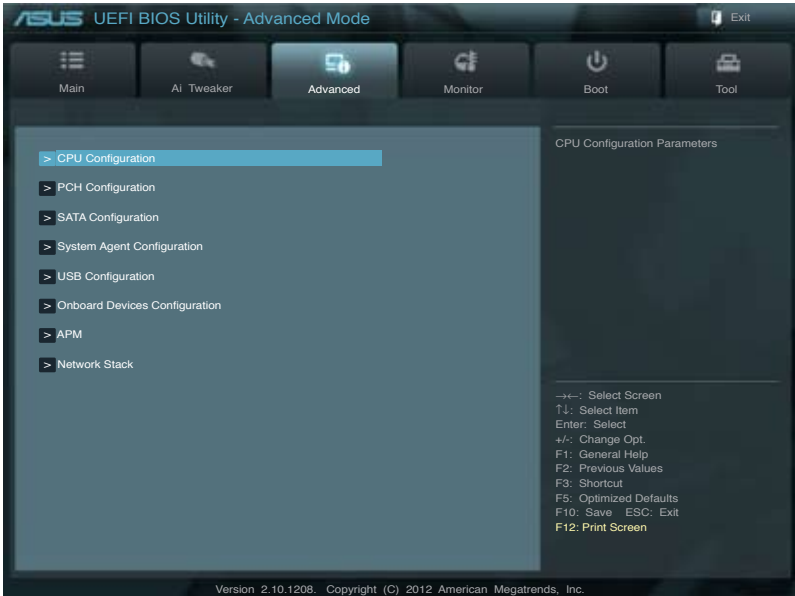 ASUS UEFI BIOS Utility - Advanced Mode
Exit
Main
Ai Tweaker
Advanced
Monitor
Boot
Tool
> CPU Configuration
> PCH Configuration
> SATA Configuration
> System Agent Configuration
> USB Configuration
> Onboard Devices Configuration
> APM
> Network Stack
CPU Configuration Parameters
→←: Select Screen
↑↓: Select Item
Enter: Select
+/-: Change Opt.
F1: General Help
F2: Previous Values
F3: Shortcut
F5: Optimized Defaults
F10: Save ESC: Exit
F12: Print Screen
Version 2.10.1208. Copyright (C) 2012 American Megatrends, Inc.